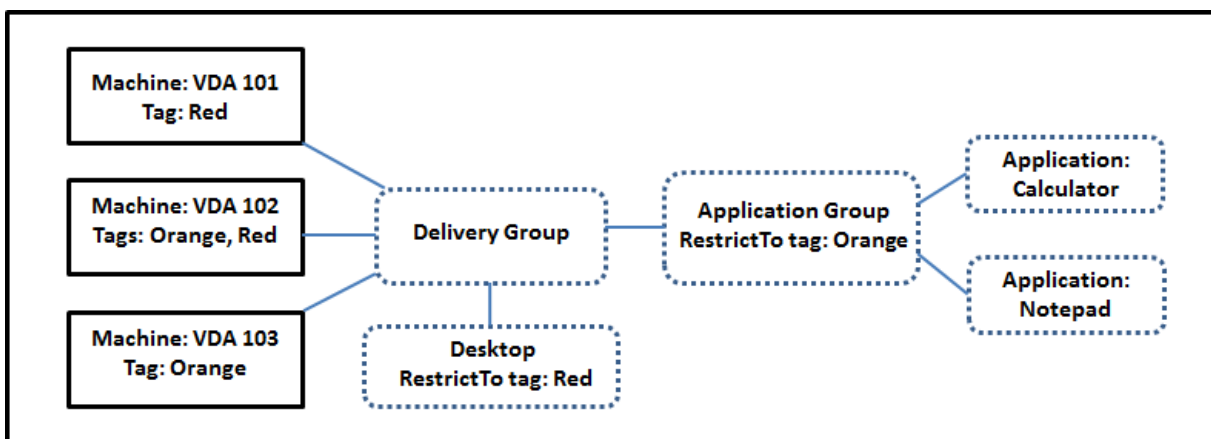 Machine: VDA 101
Tag: Red
Machine: VDA 102
Tags: Orange, Red
Machine: VDA 103
Tag: Orange
Delivery Group
Desktop
RestrictTo tag: Red
Application Group
RestrictTo tag: Orange
Application:
Calculator
Application:
Notepad